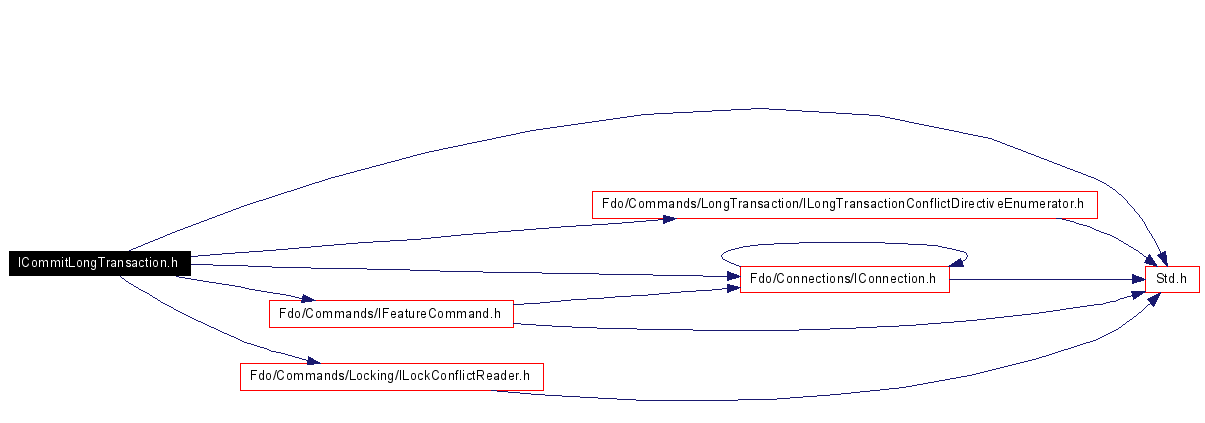 Fdo/Commands/LongTransaction/ILongTransactionConflictDirectiveEnumerator.h
ICommitLongTransaction.h
Fdo/Connections/IConnection.h
Std.h
Fdo/Commands/IFeatureCommand.h
Fdo/Commands/Locking/ILockConflictReader.h